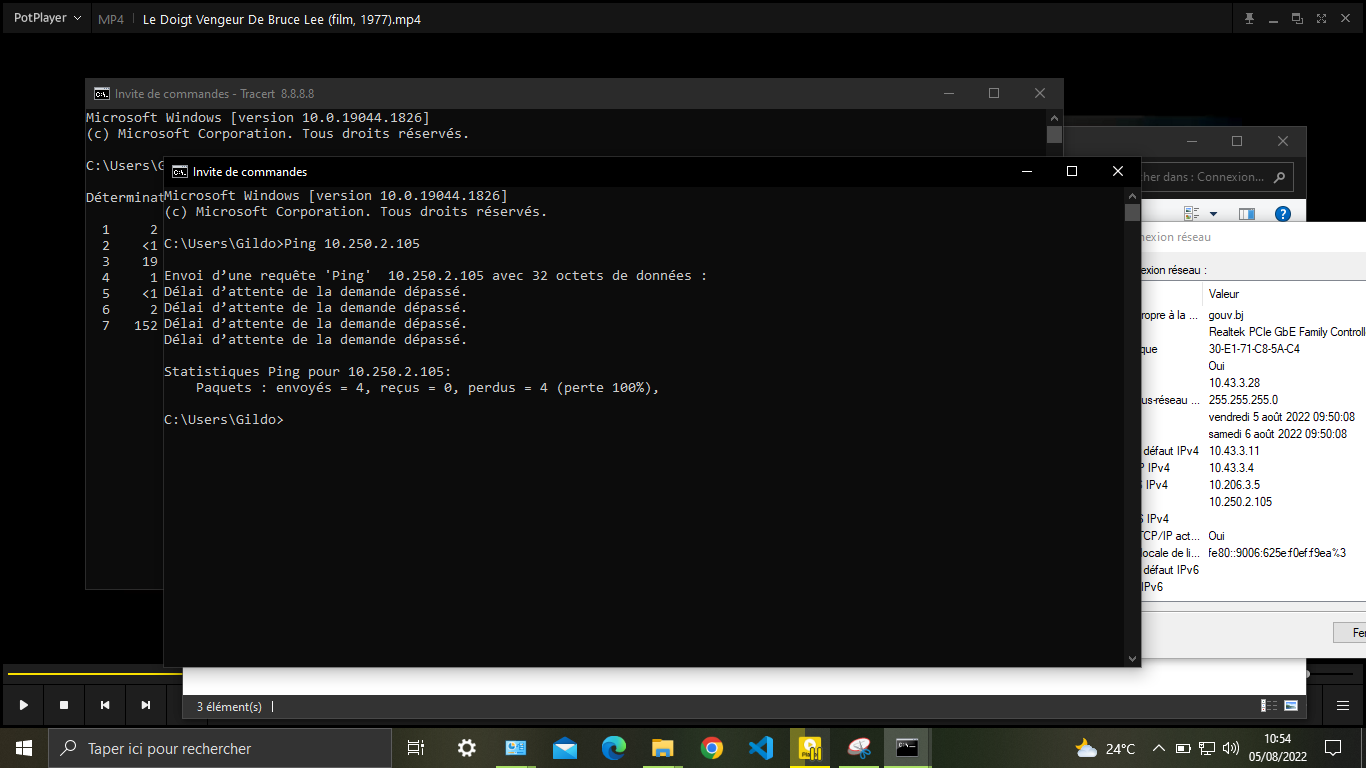 PotPlayer
MP4
Le Doigt Vengeur De Bruce Lee (film, 1977).mp4
Invite de commandes - Tracert 8.8.8.8
Microsoft Windows [version 10.0.19044.1826]
(c) Microsoft Corporation. Tous droits réservés.
C:\Users\G
Déterminat
1 2
2 <1
3 19
4 1
5 <1
6 2
7 152
Invite de commandes
Microsoft Windows [version 10.0.19044.1826]
(c) Microsoft Corporation. Tous droits réservés.
C:\Users\Gildo>Ping 10.250.2.105
Envoi d’une requête 'Ping' 10.250.2.105 avec 32 octets de données :
Délai d’attente de la demande dépassé.
Délai d’attente de la demande dépassé.
Délai d’attente de la demande dépassé.
Délai d’attente de la demande dépassé.
Statistiques Ping pour 10.250.2.105:
Paquets : envoyés = 4, reçus = 0, perdus = 4 (perte 100%),
C:\Users\Gildo>
cher dans : Connexion...
nexion réseau
exion réseau :
Valeur
ropre à la ... gouv.bj
Realtek PCIe GbE Family Controll
que 30-E1-71-C8-5A-C4
Oui
10.43.3.28
us-réseau ... 255.255.255.0
vendredi 5 août 2022 09:50:08
samedi 6 août 2022 09:50:08
défaut IPv4 10.43.3.11
P IPv4 10.43.3.4
S IPv4 10.206.3.5
10.250.2.105
S IPv4
TCP/IP act... Oui
locale de li... fe80::9006:625e:f0ef:f9ea%3
défaut IPv6
IPv6
Fer
3 élément(s)
Taper ici pour rechercher
24°C
10:54
05/08/2022